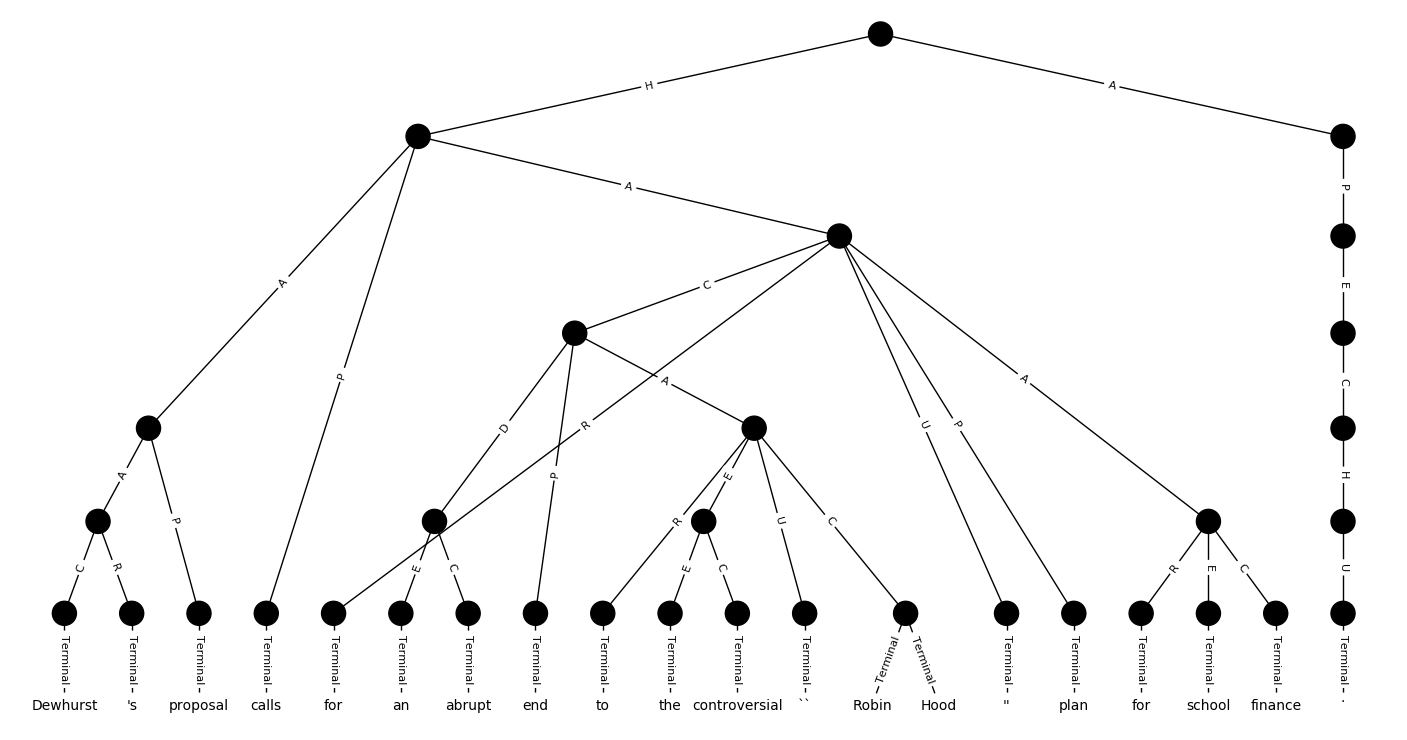 H A
A P
A E
C
A A C
P
D R U P
A P E H
P R E U C
C R E C E C R E C U
Terminal Terminal Terminal Terminal Terminal Terminal Terminal Terminal Terminal Terminal Terminal Terminal Terminal Terminal Terminal Terminal Terminal Terminal Terminal Terminal
Dewhurst 's proposal calls for an abrupt end to the controversial `` Robin Hood " plan for school finance .